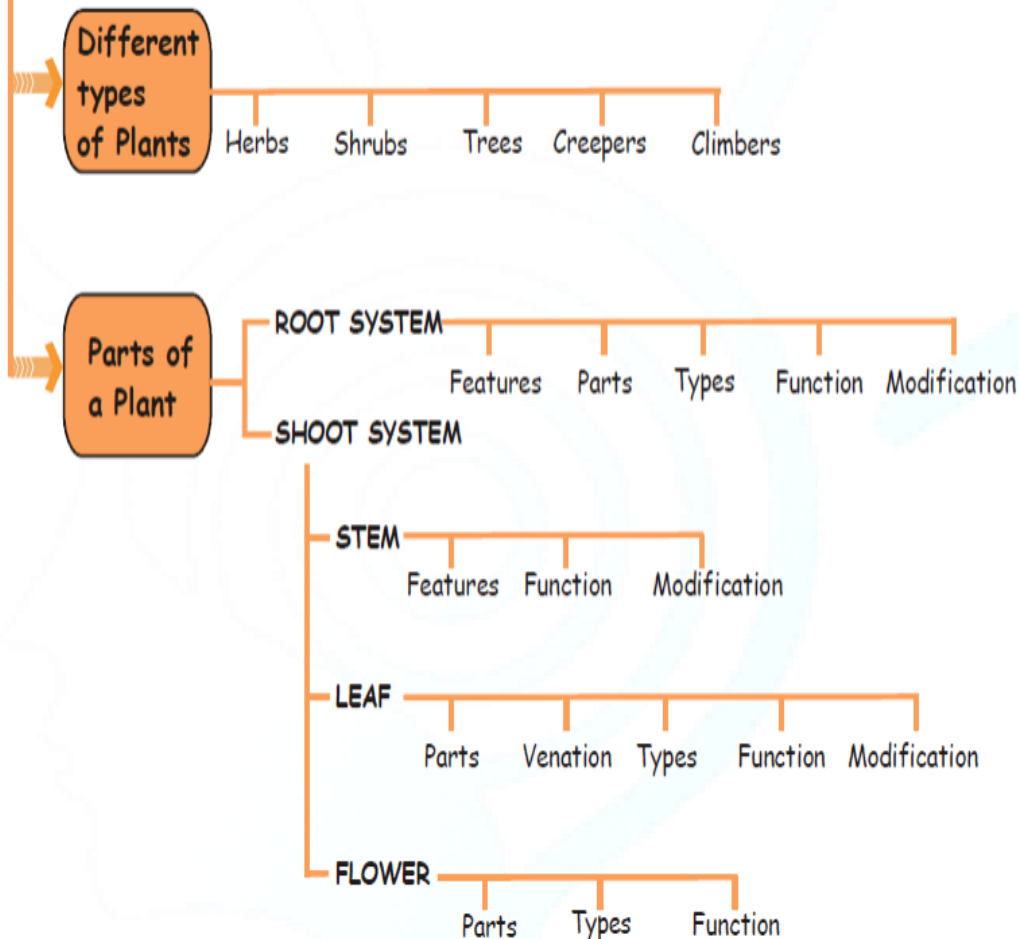 Different
types
of Plants
Herbs Shrubs Trees Creepers Climbers
Parts of
a Plant
ROOT SYSTEM
Features Parts Types Function Modification
SHOOT SYSTEM
STEM
Features Function Modification
LEAF
Parts Venation Types Function Modification
FLOWER
Parts Types Function